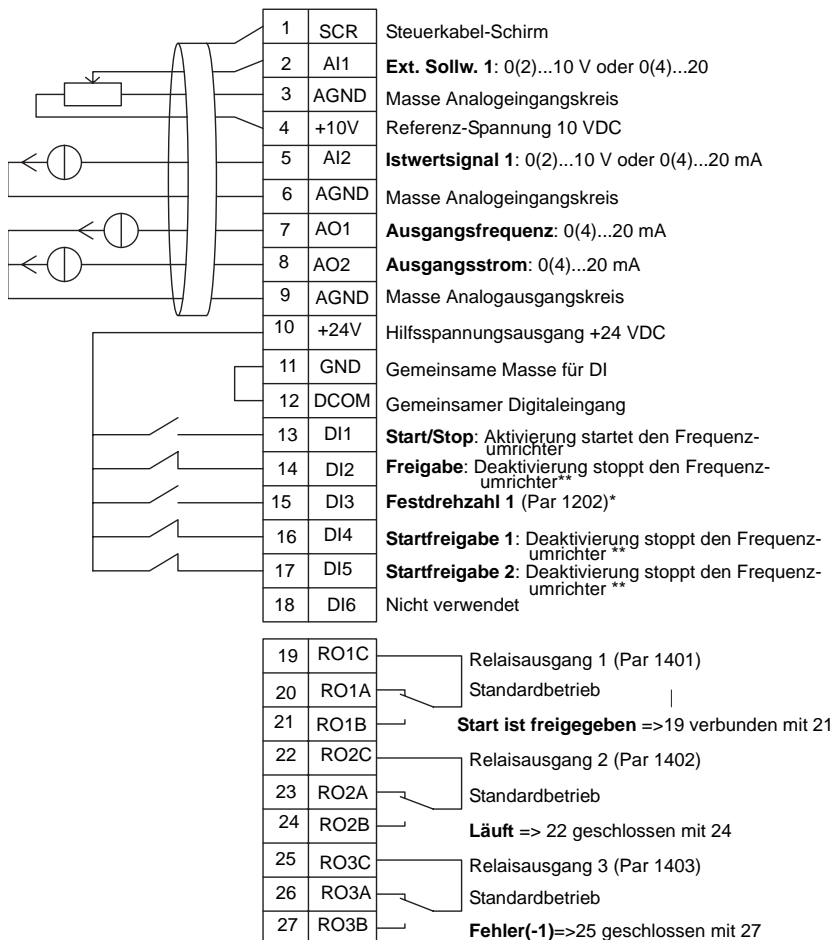 1 SCR Steuerkabel-Schirm
2 AI1 Ext. Sollw. 1: 0(2)...10 V oder 0(4)...20
3 AGND Masse Analogeingangskreis
4 +10V Referenz-Spannung 10 VDC
5 AI2 Istwertsignal 1: 0(2)...10 V oder 0(4)...20 mA
6 AGND Masse Analogeingangskreis
7 AO1 Ausgangsfrequenz: 0(4)...20 mA
8 AO2 Ausgangsstrom: 0(4)...20 mA
9 AGND Masse Analogausgangskreis
10 +24V Hilfsspannungsausgang +24 VDC
11 GND Gemeinsame Masse für DI
12 DCOM Gemeinsamer Digitaleingang
13 DI1 Start/Stop: Aktivierung startet den Frequenz-
umrichter
14 DI2 Freigabe: Deaktivierung stoppt den Frequenz-
umrichter**
15 DI3 Festdrehzahl 1 (Par 1202)*
16 DI4 Startfreigabe 1: Deaktivierung stoppt den Frequenz-
umrichter **
17 DI5 Startfreigabe 2: Deaktivierung stoppt den Frequenz-
umrichter **
18 DI6 Nicht verwendet
19 RO1C Relaisausgang 1 (Par 1401)
20 RO1A Standardbetrieb
21 RO1B Start ist freigegeben =>19 verbunden mit 21
22 RO2C Relaisausgang 2 (Par 1402)
23 RO2A Standardbetrieb
24 RO2B Läuft => 22 geschlossen mit 24
25 RO3C Relaisausgang 3 (Par 1403)
26 RO3A Standardbetrieb
27 RO3B Fehler(-1)=>25 geschlossen mit 27